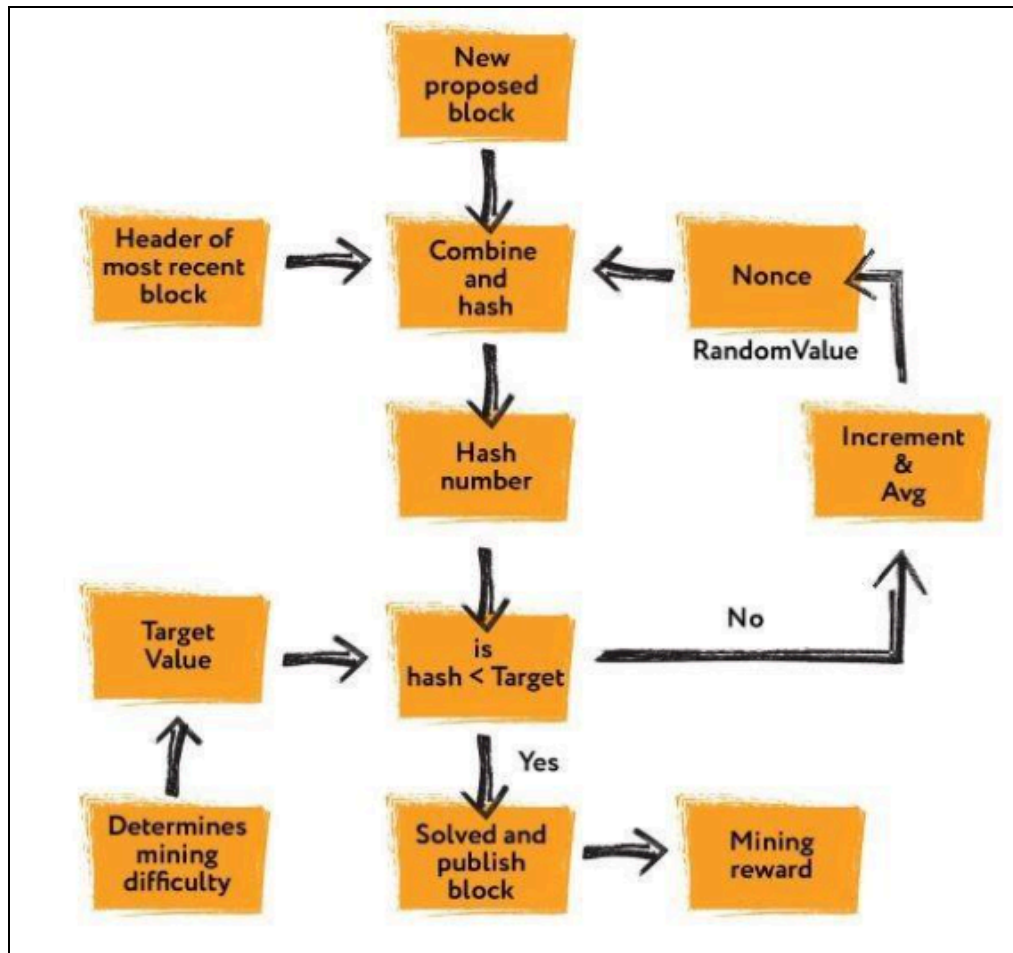 New
proposed
block
Header of
most recent
block
Combine
and
hash
Nonce
RandomValue
Hash
number
Increment
&
Avg
Target
Value
is
hash < Target
No
Yes
Determines
mining
difficulty
Solved and
publish
block
Mining
reward